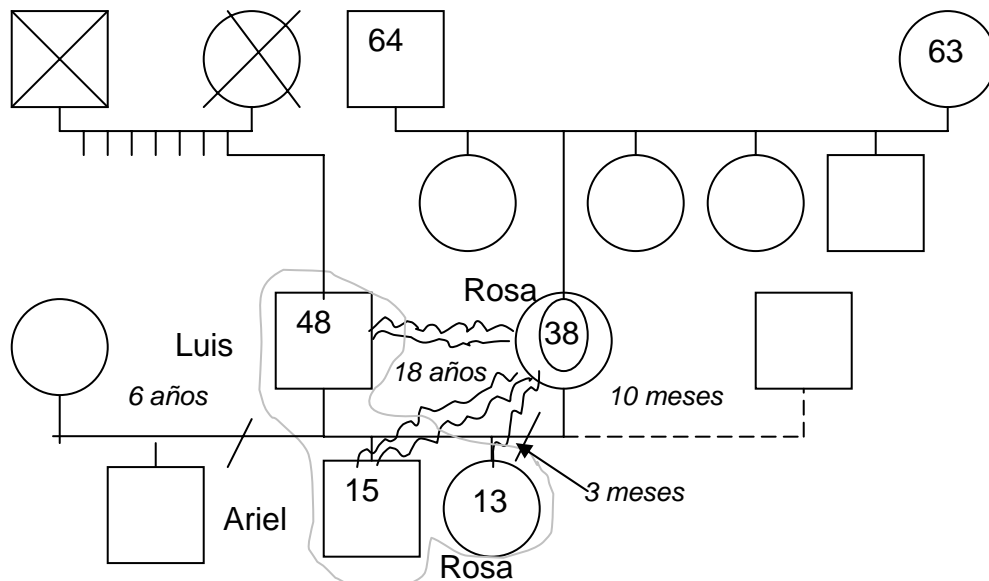 64
63
Rosa
48
38
Luis
18 años
6 años
10 meses
15
13
3 meses
Ariel
Rosa